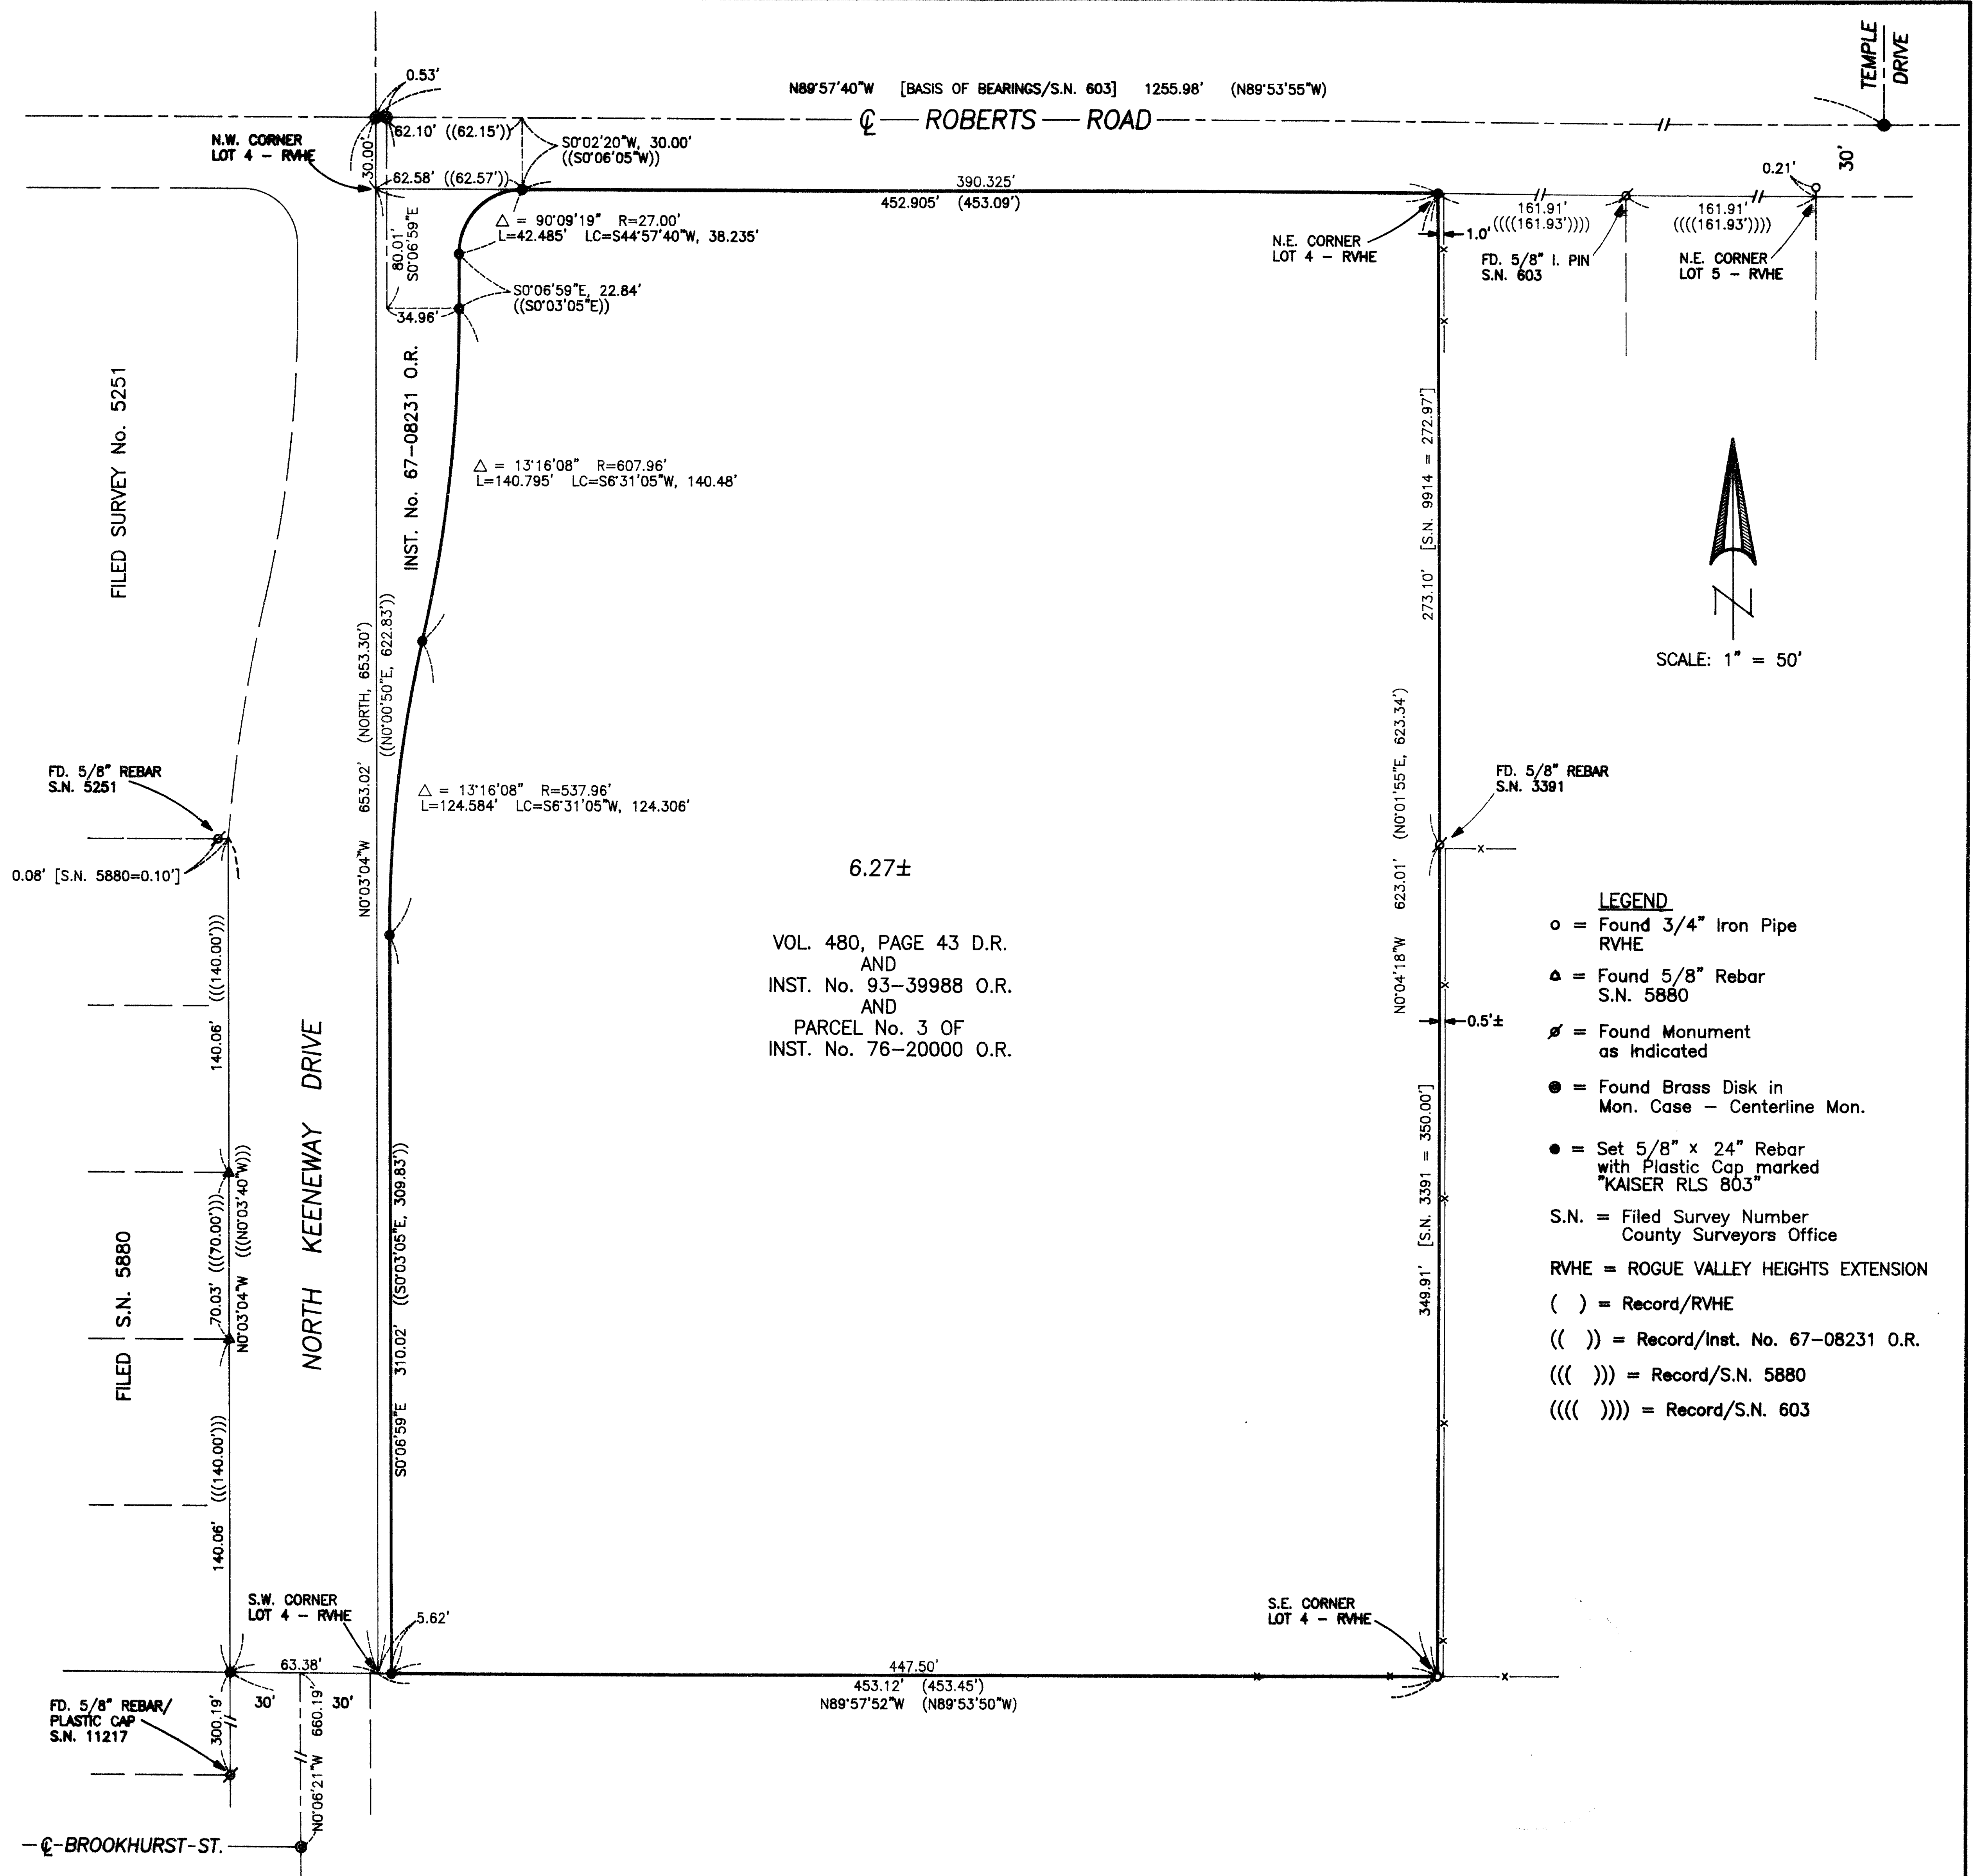 TEMPLE
DRIVE
0.53'
N89°57'40"W [BASIS OF BEARINGS/S.N. 603] 1255.98' (N89°53'55"W)
℄ ROBERTS ROAD
N.W. CORNER
LOT 4 - RVHE
30.00'
62.10' ((62.15'))
S0°02'20"W, 30.00'
((S0°06'05"W))
62.58' ((62.57'))
390.325'
452.905' (453.09')
0.21'
30'
161.91'
((((161.93'))))
161.91'
((((161.93'))))
△ = 90°09'19" R=27.00'
L=42.485' LC=S44°57'40"W, 38.235'
80.01'
S0°06'59"E
N.E. CORNER
LOT 4 - RVHE
1.0'
FD. 5/8" I. PIN
S.N. 603
N.E. CORNER
LOT 5 - RVHE
S0°06'59"E, 22.84'
((S0°03'05"E))
34.96'
FILED SURVEY No. 5251
INST. No. 67-08231 O.R.
△ = 13°16'08" R=607.96'
L=140.795' LC=S6°31'05"W, 140.48'
273.10' [S.N. 9914 = 272.97']
SCALE: 1" = 50'
N0°03'04"W 653.02' (NORTH, 653.30')
((N0°00'50"E, 622.83'))
N0°04'18"W 623.01' (N0°01'55"E, 623.34')
FD. 5/8" REBAR
S.N. 5251
0.08' [S.N. 5880=0.10']
△ = 13°16'08" R=537.96'
L=124.584' LC=S6°31'05"W, 124.306'
FD. 5/8" REBAR
S.N. 3391
6.27±
VOL. 480, PAGE 43 D.R.
AND
INST. No. 93-39988 O.R.
AND
PARCEL No. 3 OF
INST. No. 76-20000 O.R.
0.5'±
LEGEND
= Found 3/4" Iron Pipe
RVHE
= Found 5/8" Rebar
S.N. 5880
= Found Monument
as Indicated
= Found Brass Disk in
Mon. Case - Centerline Mon.
= Set 5/8" x 24" Rebar
with Plastic Cap marked
"KAISER RLS 803"
S.N. = Filed Survey Number
County Surveyors Office
RVHE = ROGUE VALLEY HEIGHTS EXTENSION
( ) = Record/RVHE
(( )) = Record/Inst. No. 67-08231 O.R.
((( ))) = Record/S.N. 5880
(((( )))) = Record/S.N. 603
140.06' (((140.00')))
NORTH KEENEWAY DRIVE
FILED S.N. 5880
70.03' (((70.00')))
N0°03'04"W (((N0°03'40"W)))
140.06' (((140.00')))
S0°06'59"E 310.02' ((S0°03'05"E, 309.83'))
349.91' [S.N. 3391 = 350.00']
S.W. CORNER
LOT 4 - RVHE
5.62'
S.E. CORNER
LOT 4 - RVHE
63.38'
447.50'
453.12' (453.45')
N89°57'52"W (N89°53'50"W)
30'
30'
FD. 5/8" REBAR/
PLASTIC CAP
S.N. 11217
300.19'
N0°06'21"W 660.19'
℄-BROOKHURST-ST.